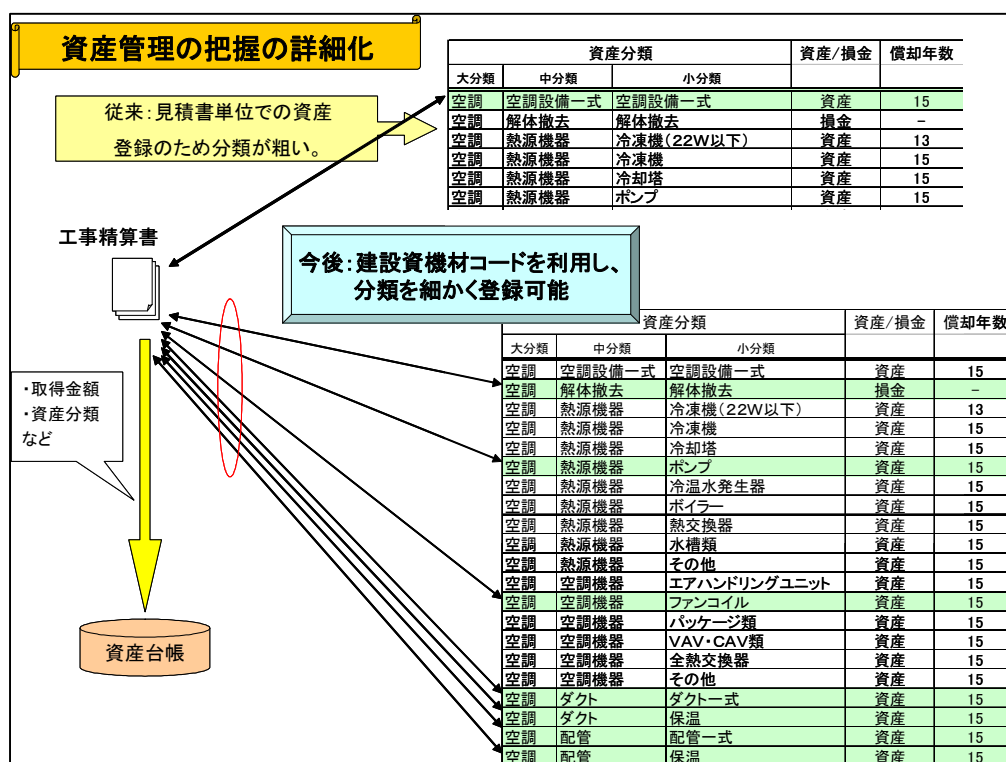 資産管理の把握の詳細化
資産分類 資産/損金 償却年数
大分類 中分類 小分類
空調 空調設備一式 空調設備一式 資産 15
空調 解体撤去 解体撤去 損金 −
空調 熱源機器 冷凍機(22W以下) 資産 13
空調 熱源機器 冷凍機 資産 15
空調 熱源機器 冷却塔 資産 15
空調 熱源機器 ポンプ 資産 15
従来:見積書単位での資産
登録のため分類が粗い。
工事精算書
今後:建設資機材コードを利用し、
分類を細かく登録可能
・取得金額
・資産分類
など
資産台帳
資産分類 資産/損金 償却年数
大分類 中分類 小分類
空調 空調設備一式 空調設備一式 資産 15
空調 解体撤去 解体撤去 損金 −
空調 熱源機器 冷凍機(22W以下) 資産 13
空調 熱源機器 冷凍機 資産 15
空調 熱源機器 冷却塔 資産 15
空調 熱源機器 ポンプ 資産 15
空調 熱源機器 冷温水発生器 資産 15
空調 熱源機器 ボイラー 資産 15
空調 熱源機器 熱交換器 資産 15
空調 熱源機器 水槽類 資産 15
空調 熱源機器 その他 資産 15
空調 空調機器 エアハンドリングユニット 資産 15
空調 空調機器 ファンコイル 資産 15
空調 空調機器 パッケージ類 資産 15
空調 空調機器 VAV・CAV類 資産 15
空調 空調機器 全熱交換器 資産 15
空調 空調機器 その他 資産 15
空調 ダクト ダクト一式 資産 15
空調 ダクト 保温 資産 15
空調 配管 配管一式 資産 15
空調 配管 保温 資産 15